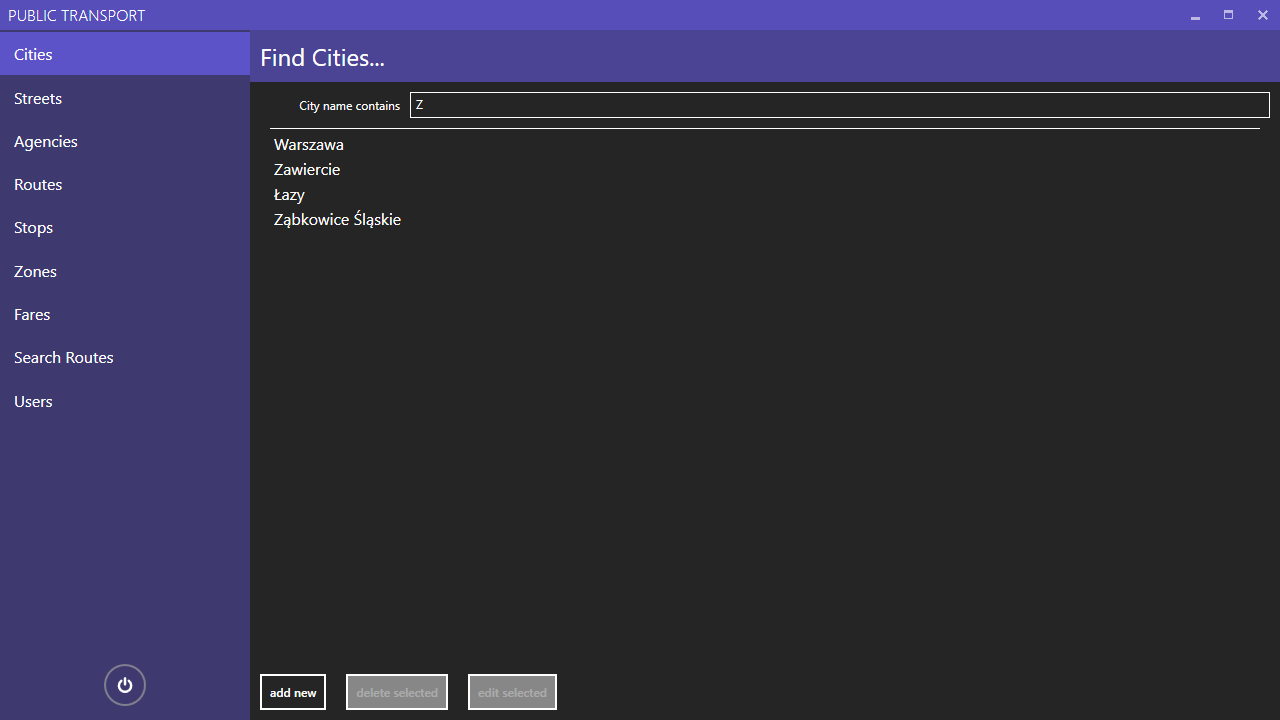 PUBLIC TRANSPORT
Cities
Streets
Agencies
Routes
Stops
Zones
Fares
Search Routes
Users
Find Cities...
City name contains Z
Warszawa
Zawiercie
Łazy
Ząbkowice Śląskie
add new delete selected edit selected